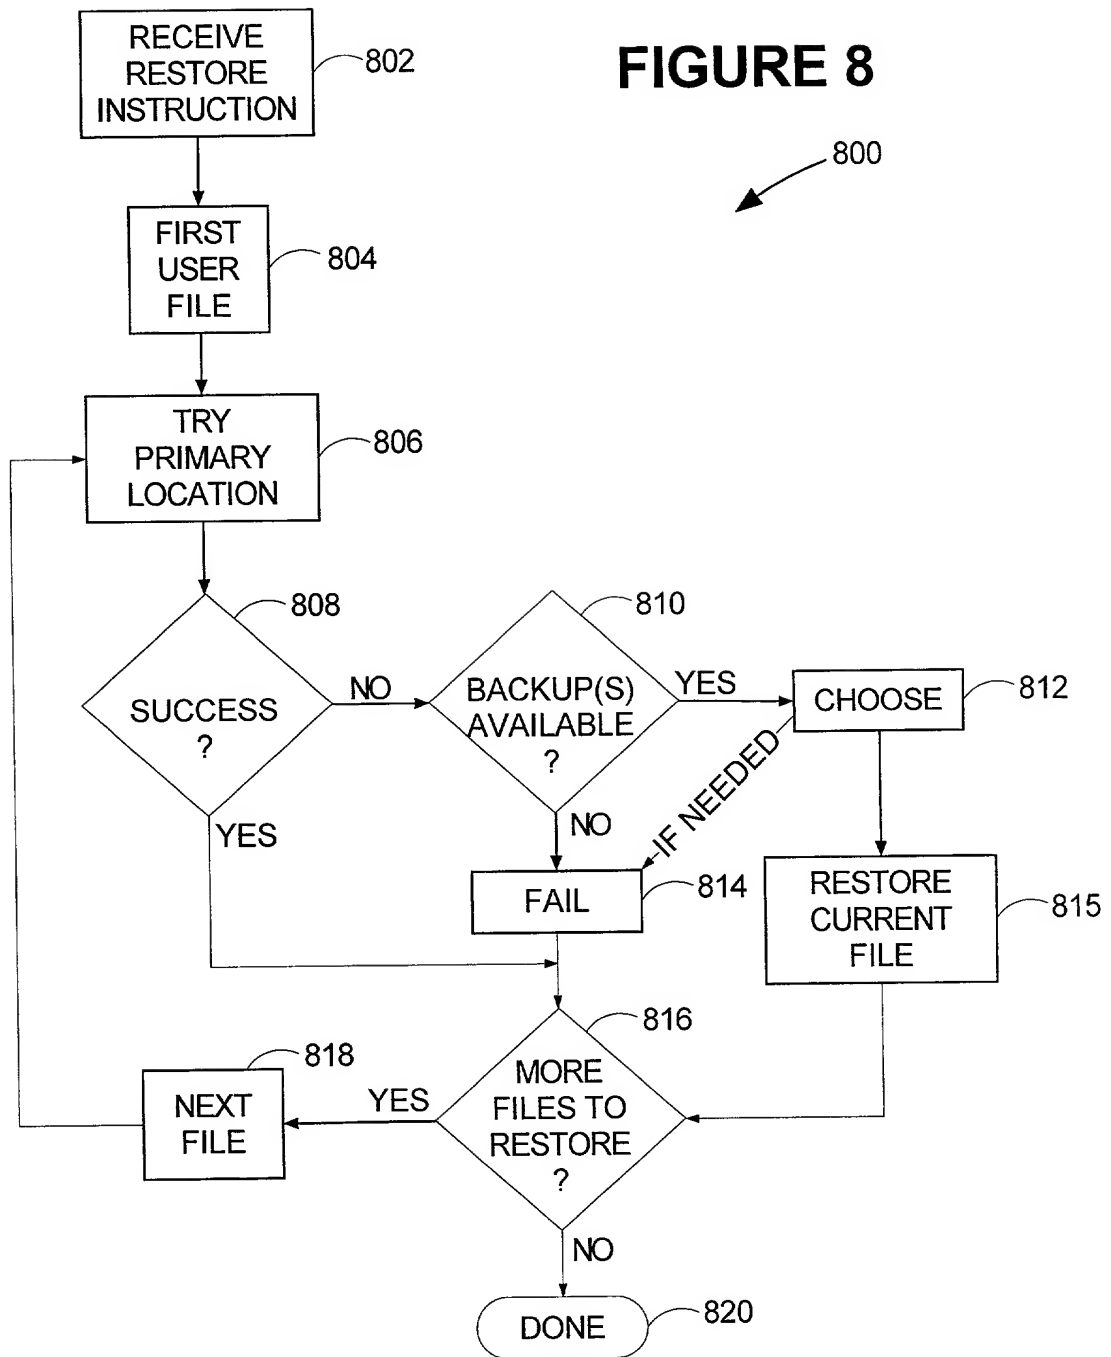 RECEIVE
RESTORE
INSTRUCTION
802
FIGURE 8
800
FIRST
USER
FILE
804
TRY
PRIMARY
LOCATION
806
SUCCESS
?
808
NO
YES
BACKUP(S)
AVAILABLE
?
810
YES
NO
CHOOSE
812
IF NEEDED
FAIL
814
RESTORE
CURRENT
FILE
815
MORE
FILES TO
RESTORE
?
816
YES
NO
NEXT
FILE
818
DONE
820